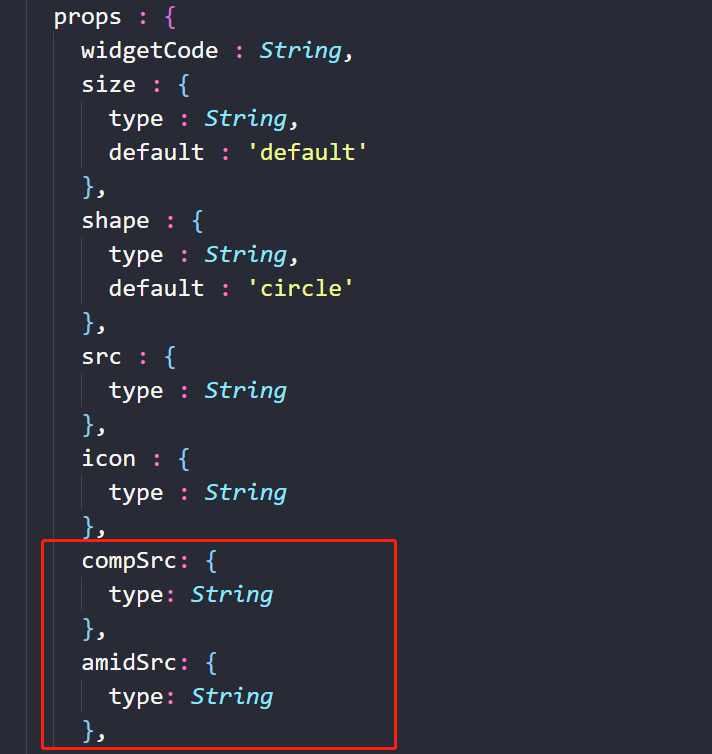 props : {
widgetCode : String,
size : {
type : String,
default : 'default'
},
shape : {
type : String,
default : 'circle'
},
src : {
type : String
},
icon : {
type : String
},
compSrc: {
type: String
},
amidSrc: {
type: String
},